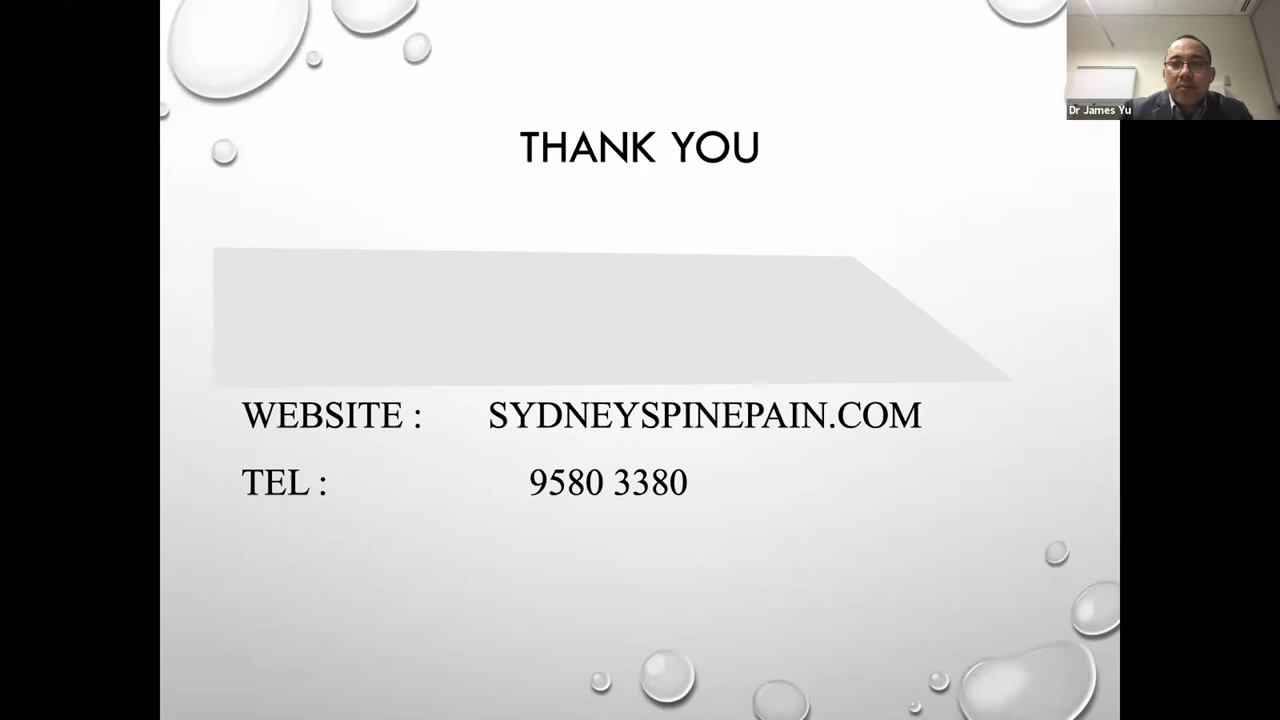 Dr James Yu
THANK YOU
WEBSITE : SYDNEYSPINEPAIN.COM
TEL : 9580 3380